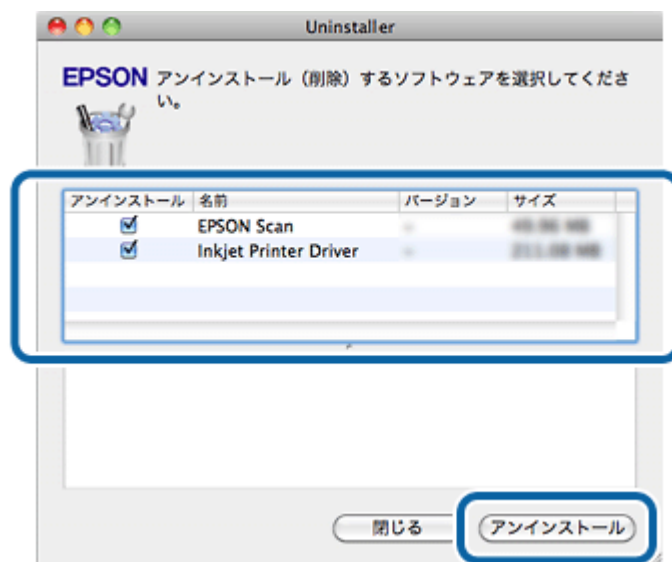 Uninstaller
EPSON アンインストール（削除）するソフトウェアを選択してくださ
い。
アンインストール 名前 バージョン サイズ
EPSON Scan
Inkjet Printer Driver
閉じる アンインストール